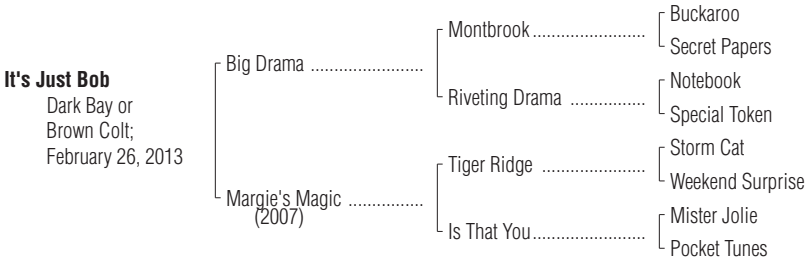 It's Just Bob
Dark Bay or
Brown Colt;
February 26, 2013
Big Drama ........................
Margie's Magic ................
(2007)
Montbrook ........................
Riveting Drama ................
Tiger Ridge ......................
Is That You ........................
Buckaroo
Secret Papers
Notebook
Special Token
Storm Cat
Weekend Surprise
Mister Jolie
Pocket Tunes